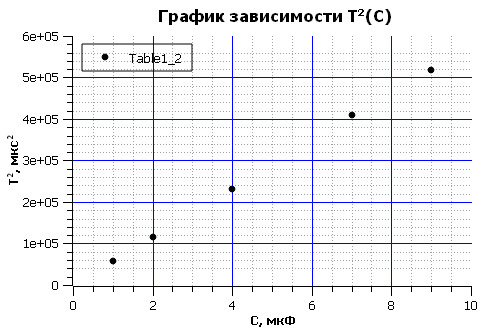 График зависимости T²(C)
6e+05
Table1_2
5e+05
4e+05
T², мкс²
3e+05
2e+05
1e+05
0
0 2 4 6 8 10
C, мкФ